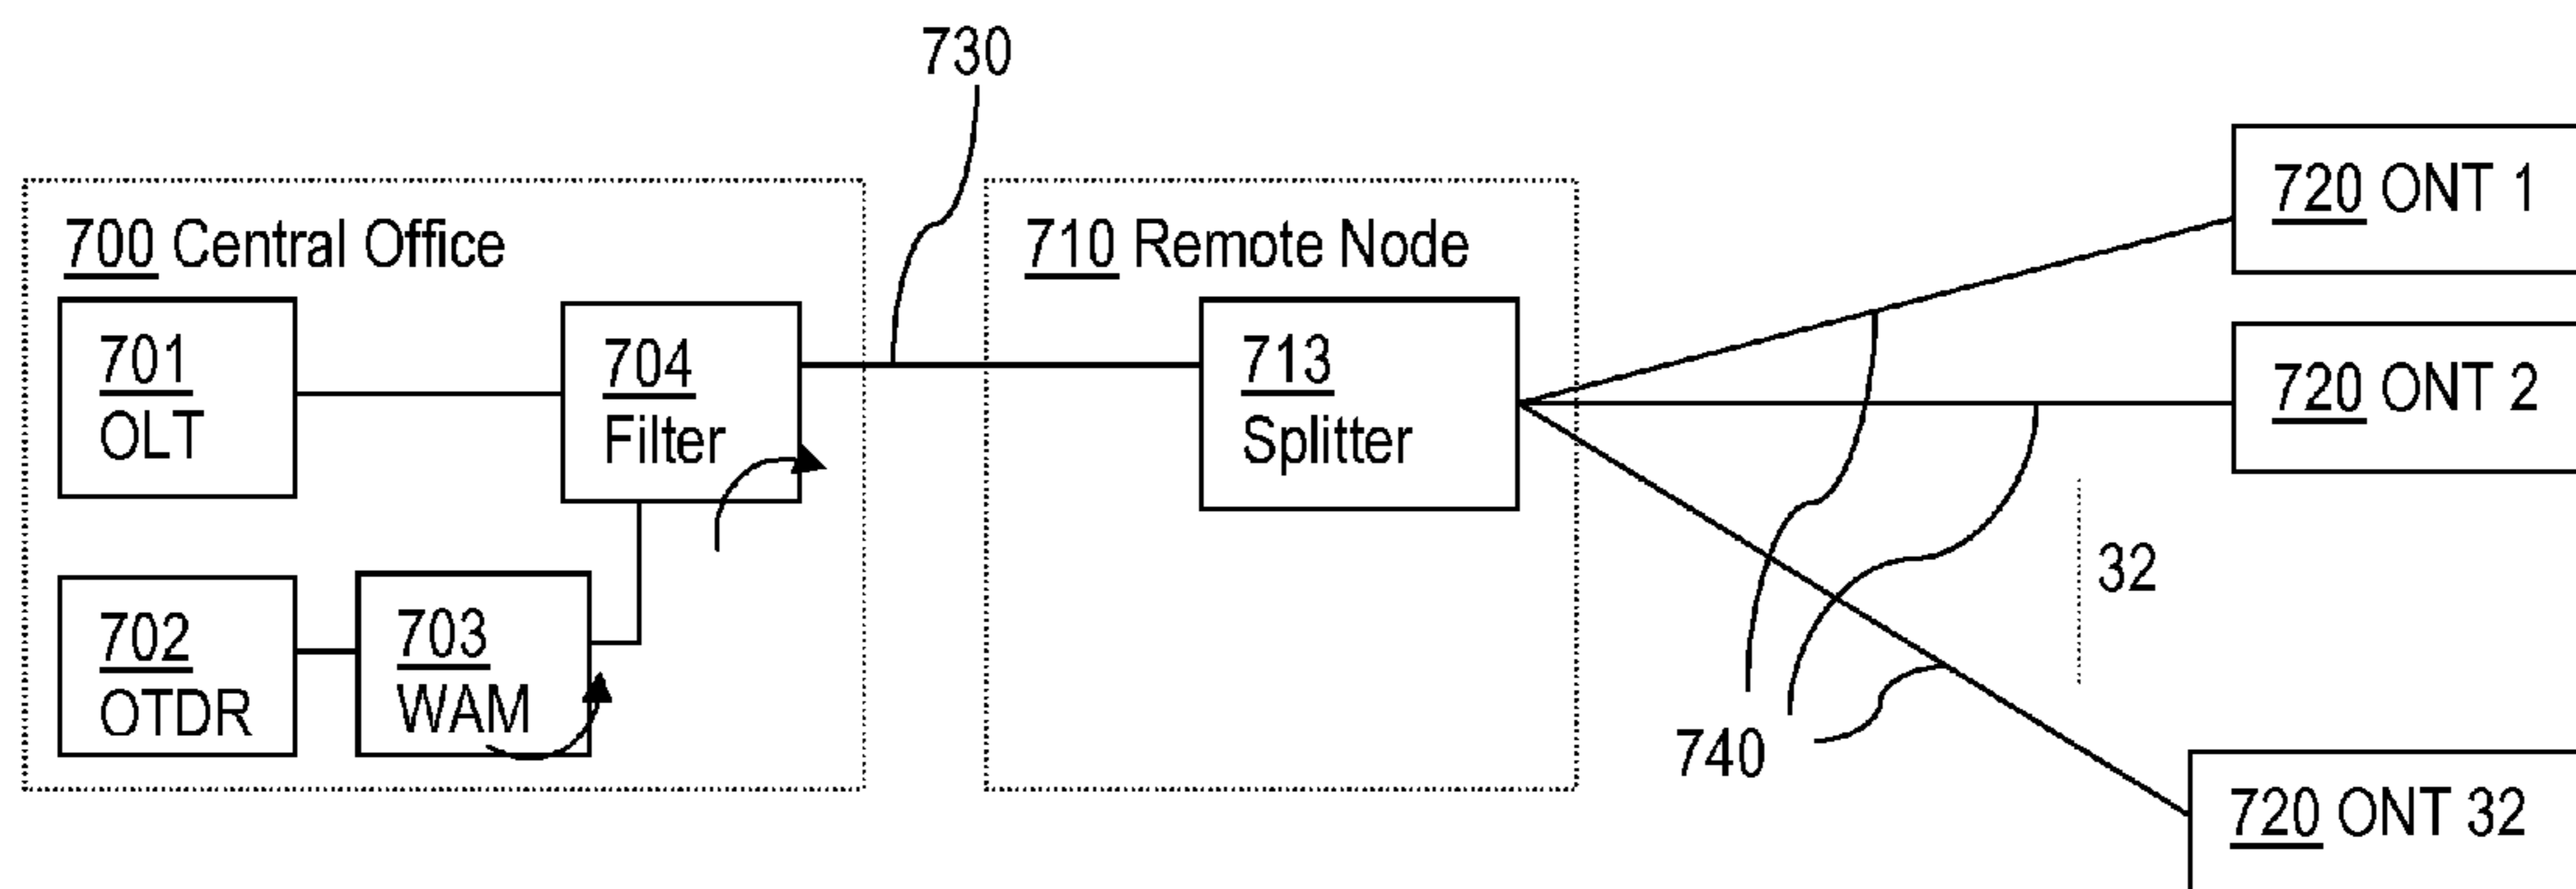 730
700 Central Office
701
OLT
704
Filter
702
OTDR
703
WAM
710 Remote Node
713
Splitter
720 ONT 1
720 ONT 2
32
740
720 ONT 32